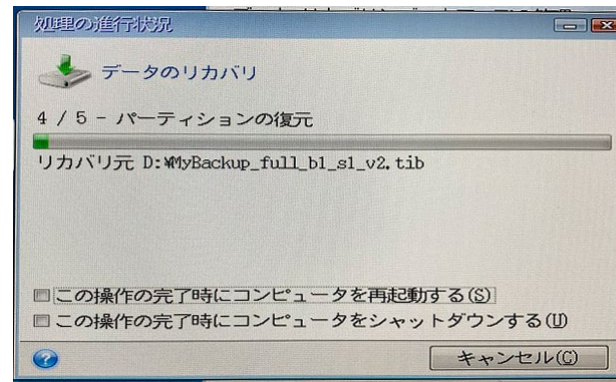 処理の進行状況
データのリカバリ
4 / 5 - パーティションの復元
リカバリ元 D:¥MyBackup_full_b1_s1_v2.tib
この操作の完了時にコンピュータを再起動する(S)
この操作の完了時にコンピュータをシャットダウンする(U)
キャンセル(C)